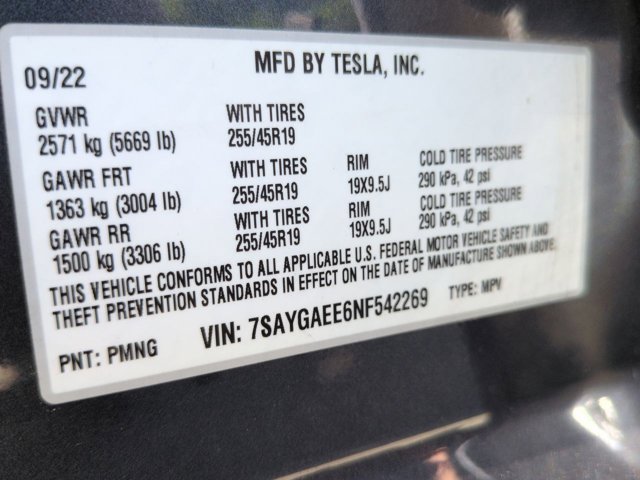 09/22 MFD BY TESLA, INC.
GVWR WITH TIRES
2571 kg (5669 lb) 255/45R19
GAWR FRT WITH TIRES RIM COLD TIRE PRESSURE
1363 kg (3004 lb) 255/45R19 19X9.5J 290 kPa, 42 psi
GAWR RR WITH TIRES RIM COLD TIRE PRESSURE
1500 kg (3306 lb) 255/45R19 19X9.5J 290 kPa, 42 psi
THIS VEHICLE CONFORMS TO ALL APPLICABLE U.S. FEDERAL MOTOR VEHICLE SAFETY AND
THEFT PREVENTION STANDARDS IN EFFECT ON THE DATE OF MANUFACTURE SHOWN ABOVE.
PNT: PMNG VIN: 7SAYGAEE6NF542269 TYPE: MPV